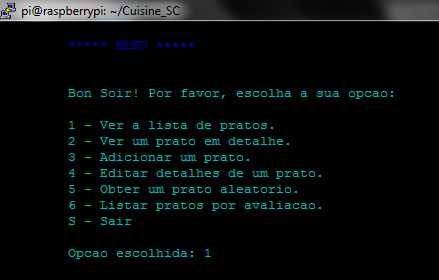 pi@raspberrypi: ~/Cuisine_SC
***** MENU *****
Bon Soir! Por favor, escolha a sua opcao:
1 - Ver a lista de pratos.
2 - Ver um prato em detalhe.
3 - Adicionar um prato.
4 - Editar detalhes de um prato.
5 - Obter um prato aleatorio.
6 - Listar pratos por avaliacao.
S - Sair
Opcao escolhida: 1